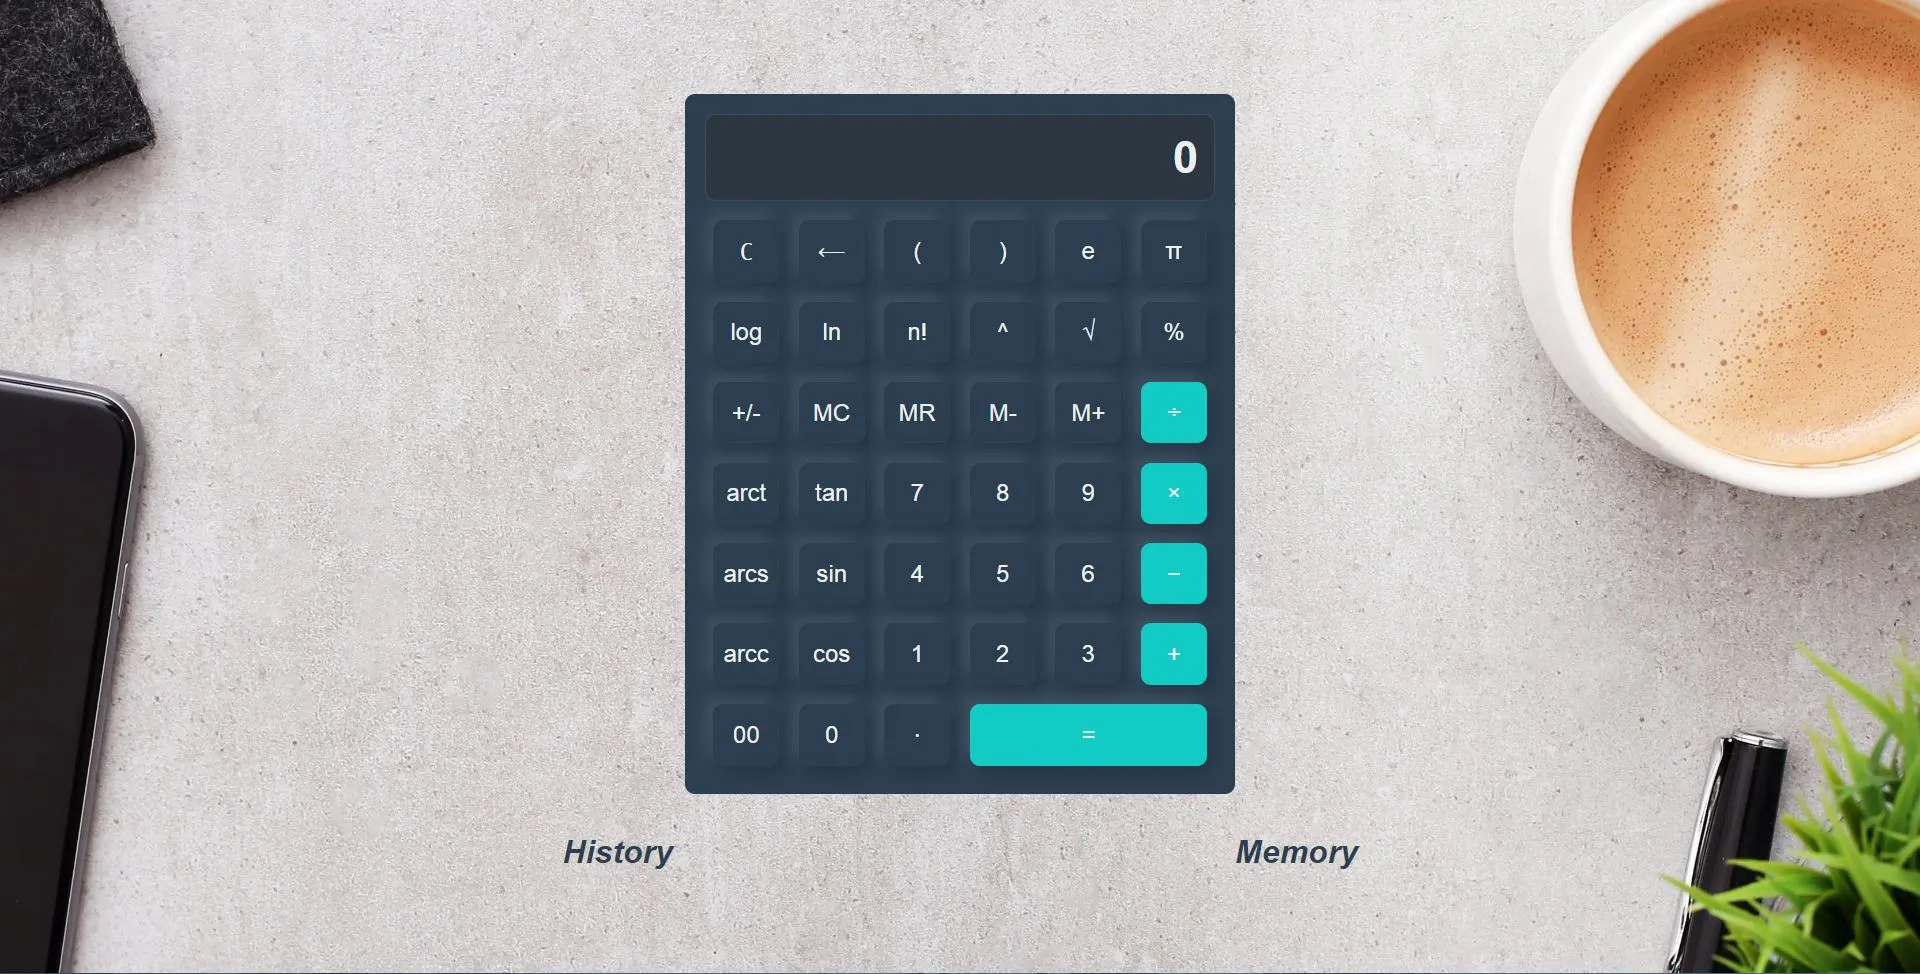 0
C ← ( ) e π
log ln n! ^ √ %
+/- MC MR M- M+ ÷
arct tan 7 8 9 ×
arcs sin 4 5 6 −
arcc cos 1 2 3 +
00 0 · =
History Memory